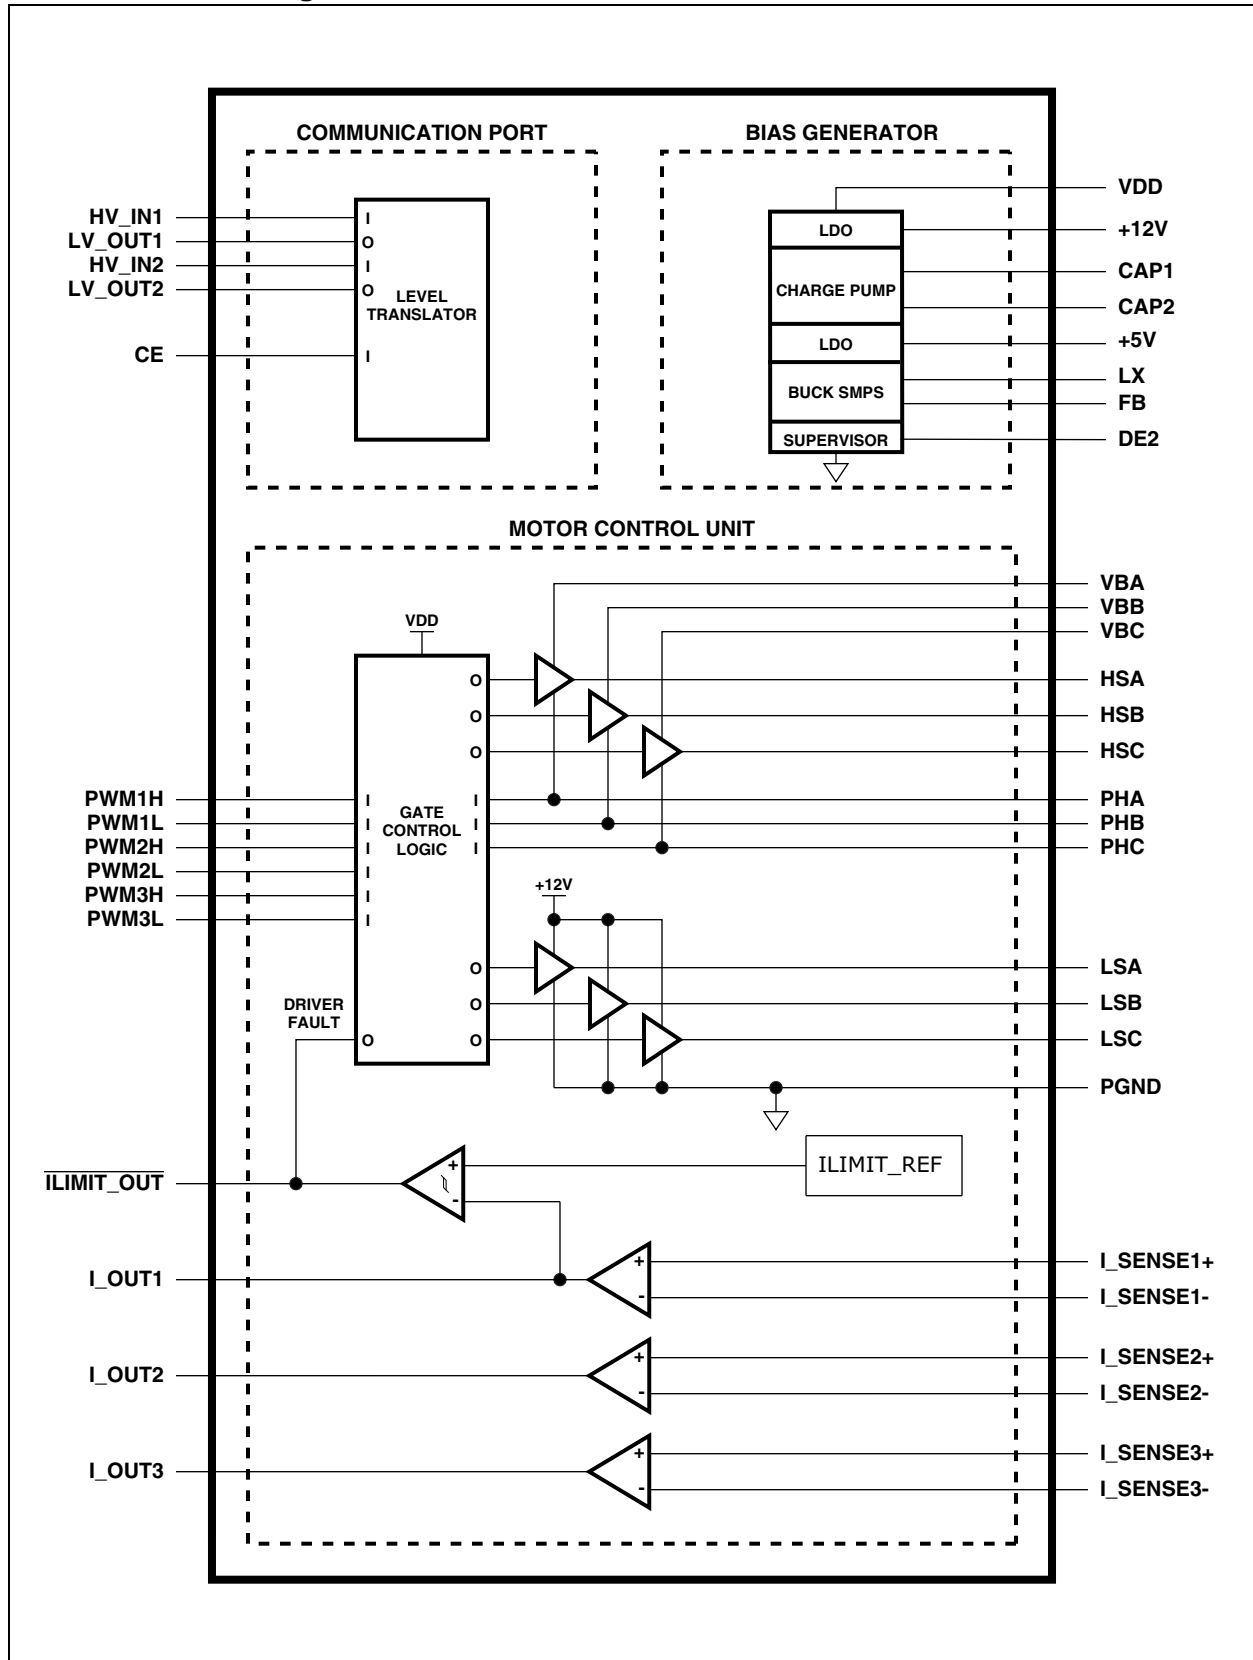 COMMUNICATION PORT
BIAS GENERATOR
HV_IN1
LV_OUT1
HV_IN2
LV_OUT2
CE
I
O
I
O
I
LEVEL
TRANSLATOR
LDO
CHARGE PUMP
LDO
BUCK SMPS
SUPERVISOR
VDD
+12V
CAP1
CAP2
+5V
LX
FB
DE2
MOTOR CONTROL UNIT
VDD
VBA
VBB
VBC
O
HSA
O
HSB
O
HSC
PWM1H
PWM1L
PWM2H
PWM2L
PWM3H
PWM3L
I
I
I
I
I
I
GATE
CONTROL
LOGIC
I
I
I
PHA
PHB
PHC
+12V
O
LSA
O
LSB
O
LSC
DRIVER
FAULT
O
PGND
ILIMIT_OUT
+
-
ILIMIT_REF
I_OUT1
+
-
I_SENSE1+
I_SENSE1-
I_OUT2
+
-
I_SENSE2+
I_SENSE2-
I_OUT3
+
-
I_SENSE3+
I_SENSE3-